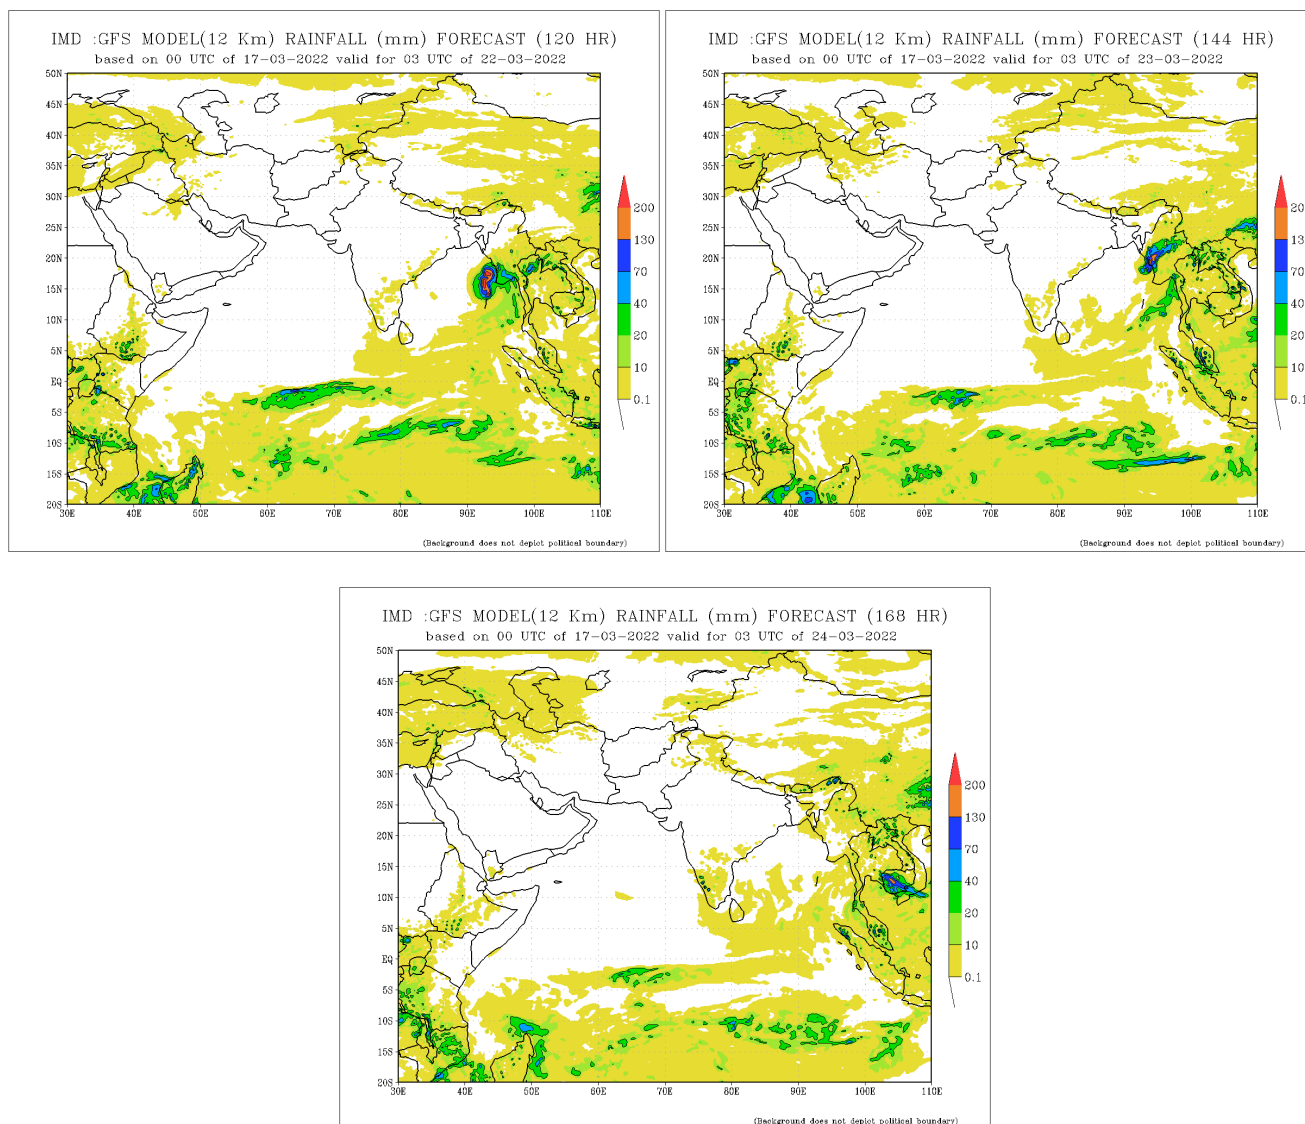 IMD :GFS MODEL(12 Km) RAINFALL (mm) FORECAST (120 HR)
based on 00 UTC of 17-03-2022 valid for 03 UTC of 22-03-2022
50N
45N
40N
35N
30N
25N
20N
15N
10N
5N
EQ
5S
10S
15S
20S
30E 40E 50E 60E 70E 80E 90E 100E 110E
200
130
70
40
20
10
0.1
(Background does not depict political boundary)
IMD :GFS MODEL(12 Km) RAINFALL (mm) FORECAST (144 HR)
based on 00 UTC of 17-03-2022 valid for 03 UTC of 23-03-2022
50N
45N
40N
35N
30N
25N
20N
15N
10N
5N
EQ
5S
10S
15S
20S
30E 40E 50E 60E 70E 80E 90E 100E 110E
20
13
70
40
20
10
0.1
(Background does not depict political boundary)
IMD :GFS MODEL(12 Km) RAINFALL (mm) FORECAST (168 HR)
based on 00 UTC of 17-03-2022 valid for 03 UTC of 24-03-2022
50N
45N
40N
35N
30N
25N
20N
15N
10N
5N
EQ
5S
10S
15S
20S
30E 40E 50E 60E 70E 80E 90E 100E 110E
200
130
70
40
20
10
0.1
(Background does not depict political boundary)